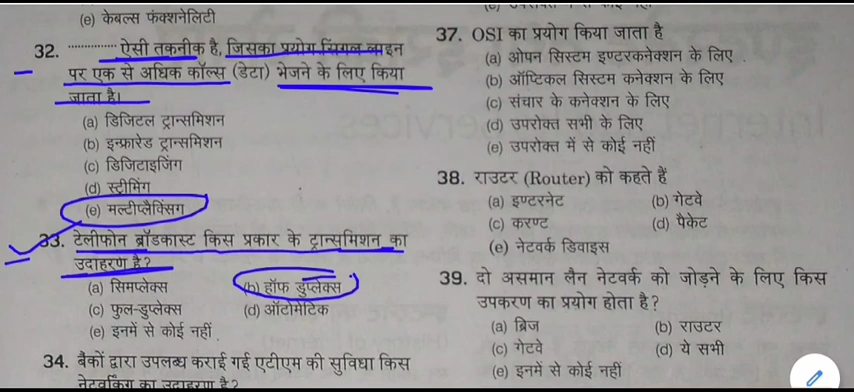 (e) केबल्स फंक्शनेलिटी
32. ............. ऐसी तकनीक है, जिसका प्रयोग सिंगल लाइन
पर एक से अधिक कॉल्स (डेटा) भेजने के लिए किया
जाता है।
(a) डिजिटल ट्रान्समिशन
(b) इन्फ्रारेड ट्रान्समिशन
(c) डिजिटाइजिंग
(d) स्ट्रीमिंग
(e) मल्टीप्लैक्सिंग
33. टेलीफोन ब्रॉडकास्ट किस प्रकार के ट्रान्समिशन का
उदाहरण है?
(a) सिमप्लेक्स (b) हॉफ डुप्लेक्स
(c) फुल-डुप्लेक्स (d) ऑटोमेटिक
(e) इनमें से कोई नहीं
34. बैकों द्वारा उपलब्ध कराई गई एटीएम की सुविधा किस
नेटवर्किंग का उदाहरण है?
37. OSI का प्रयोग किया जाता है
(a) ओपन सिस्टम इण्टरकनेक्शन के लिए
(b) ऑप्टिकल सिस्टम कनेक्शन के लिए
(c) संचार के कनेक्शन के लिए
(d) उपरोक्त सभी के लिए
(e) उपरोक्त में से कोई नहीं
38. राउटर (Router) को कहते हैं
(a) इण्टरनेट (b) गेटवे
(c) करण्ट (d) पैकेट
(e) नेटवर्क डिवाइस
39. दो असमान लैन नेटवर्क को जोड़ने के लिए किस
उपकरण का प्रयोग होता है?
(a) ब्रिज (b) राउटर
(c) गेटवे (d) ये सभी
(e) इनमें से कोई नहीं